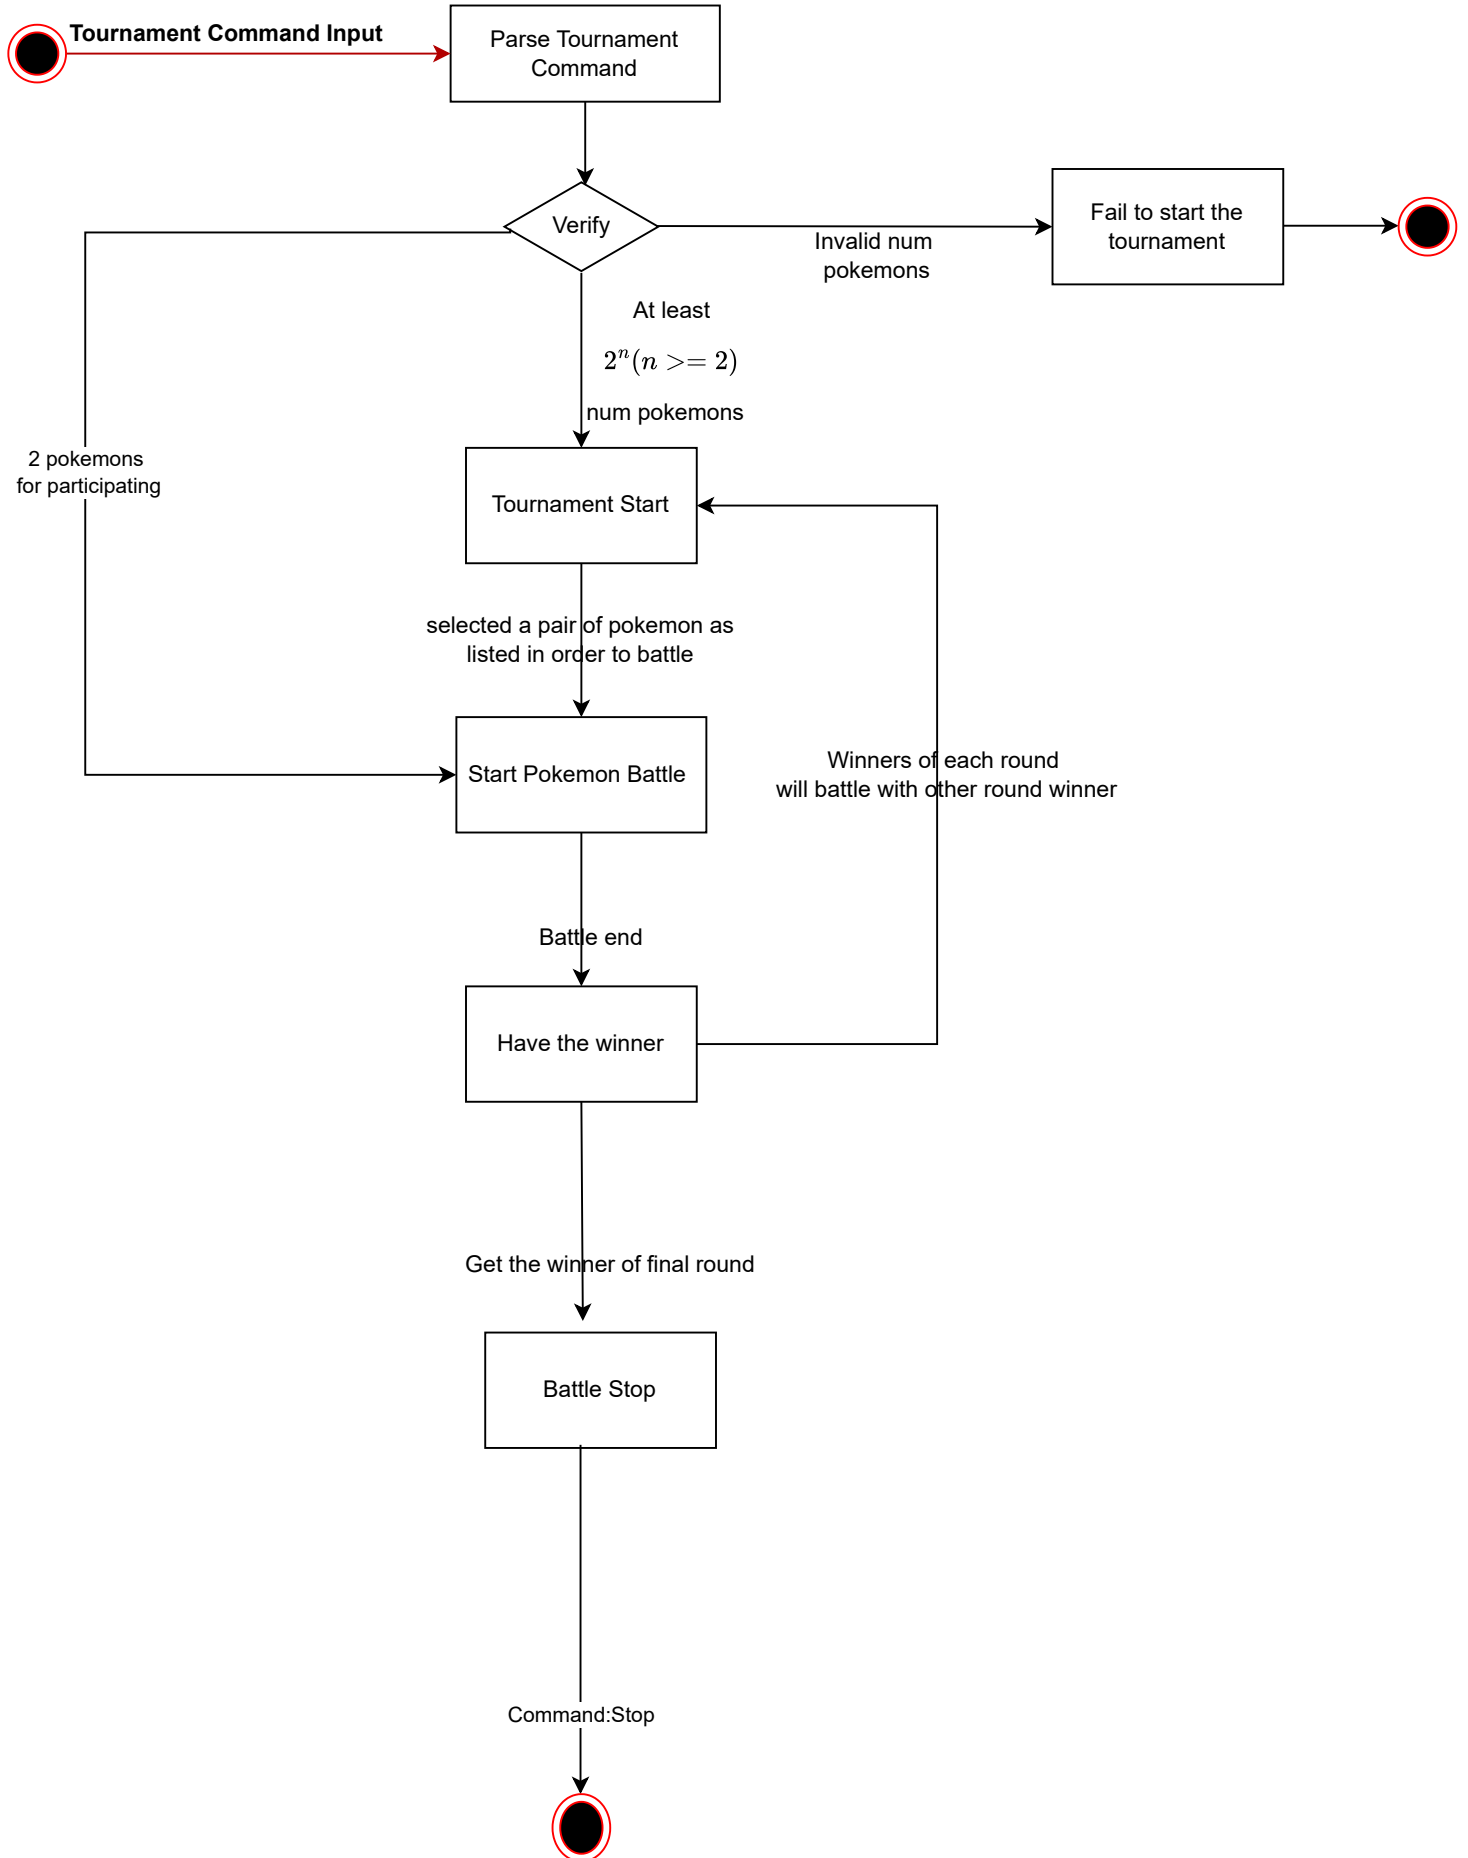 Tournament Command Input
Parse Tournament
Command
Verify
Invalid num
pokemons
Fail to start the
tournament
At least
2^n(n >= 2)
num pokemons
2 pokemons
for participating
Tournament Start
selected a pair of pokemon as
listed in order to battle
Start Pokemon Battle
Winners of each round
will battle with other round winner
Battle end
Have the winner
Get the winner of final round
Battle Stop
Command:Stop